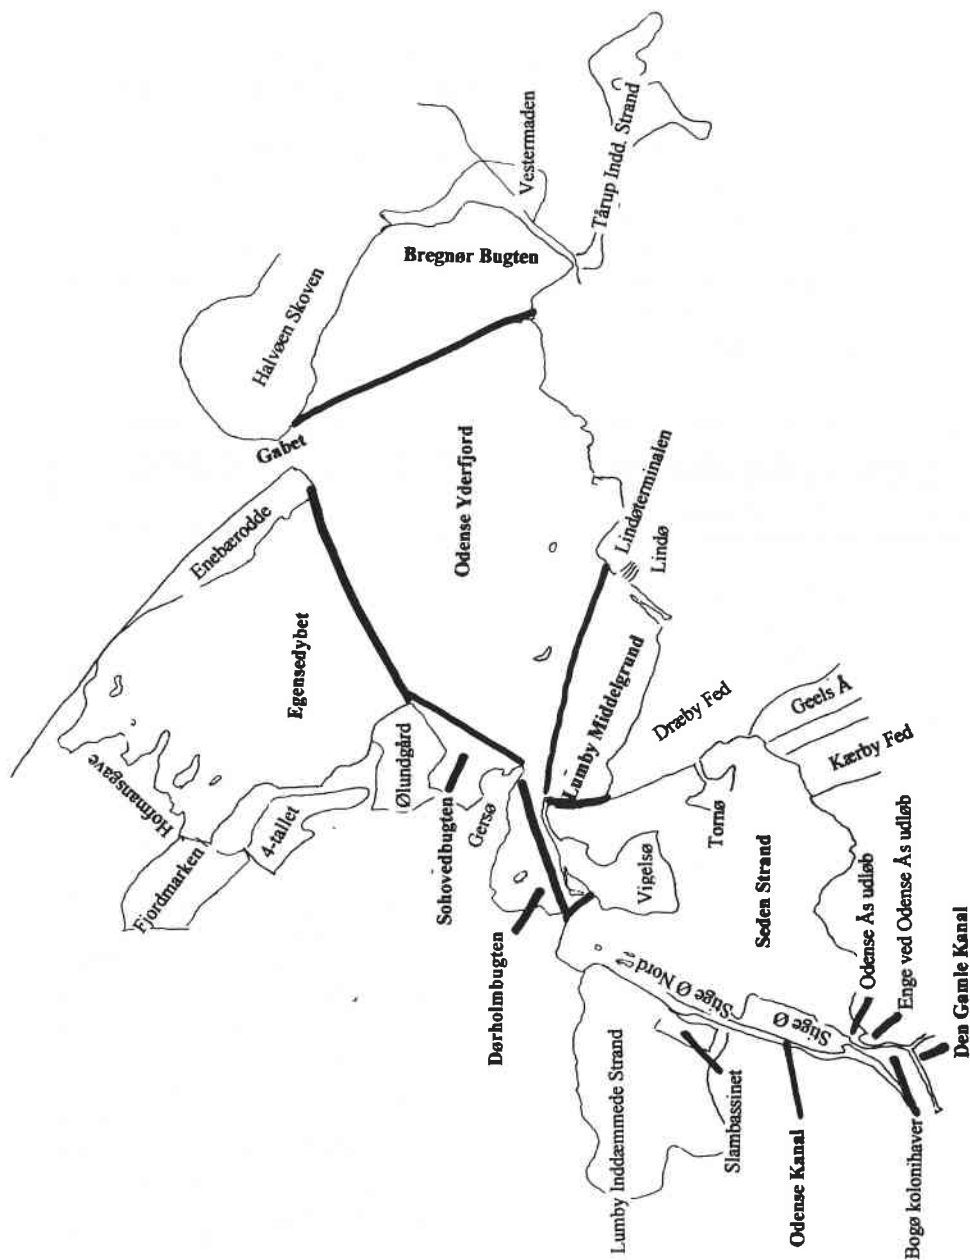 Halvøen Skoven
Gabet
Bregnør Bugten
Vestermaden
Tårup Indd. Strand
Enebærodde
Odense Yderfjord
Egensedybet
Hofmansgave
Fjordmarken
4-tallet
Ølundgård
Sohovedbugten
Gersø
Dørholmbugten
Lindøterminalen
Lindø
Lumby Middelgrund
Dræby Fed
Geels Å
Kærby Fed
Tornø
Vigelsø
Seden Strand
Stige Ø Nord
Stige Ø
Lumby Inddæmmede Strand
Slambassinet
Odense Kanal
Odense Ås udløb
Enge ved Odense Ås udløb
Den Gamle Kanal
Bogø kolonihaver